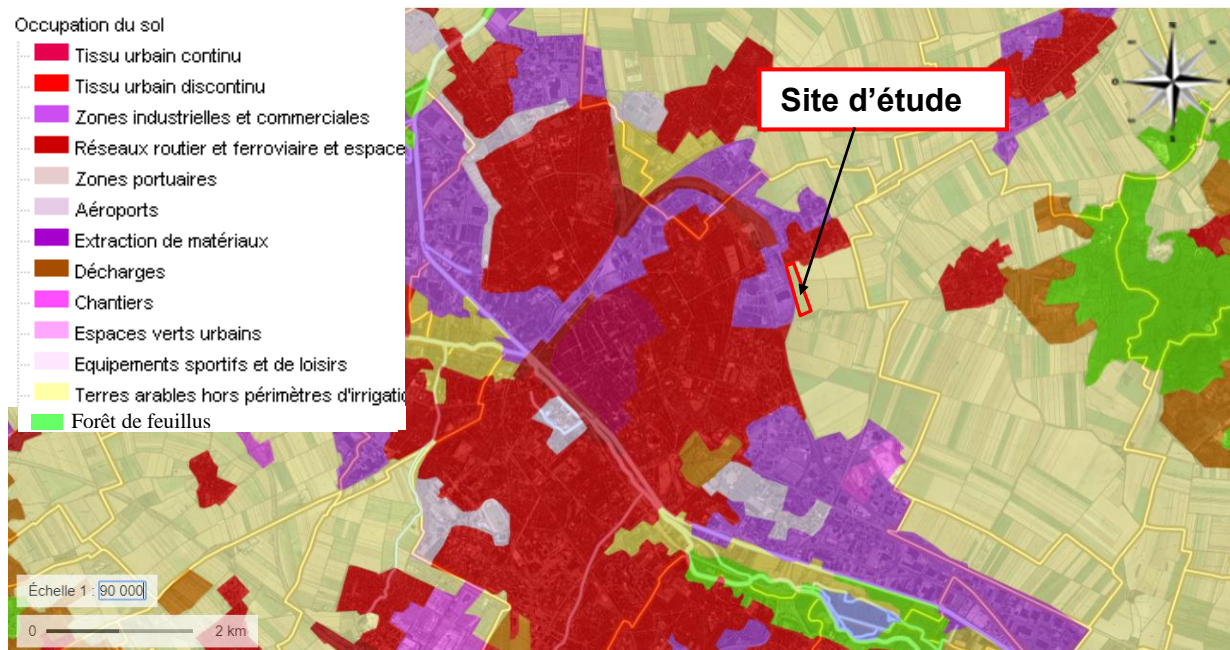 Occupation du sol
Tissu urbain continu
Tissu urbain discontinu
Zones industrielles et commerciales
Réseaux routier et ferroviaire et espace
Zones portuaires
Aéroports
Extraction de matériaux
Décharges
Chantiers
Espaces verts urbains
Equipements sportifs et de loisirs
Terres arables hors périmètres d'irrigatio
Forêt de feuillus
Site d'étude
Échelle 1 : 90 000
0 2 km